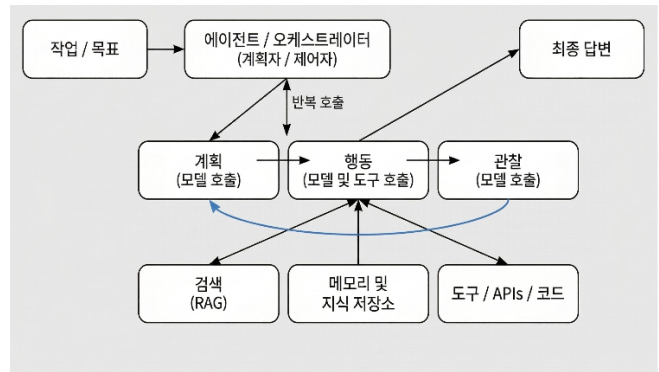 작업 / 목표
에이전트 / 오케스트레이터
(계획자 / 제어자)
최종 답변
반복 호출
계획
(모델 호출)
행동
(모델 및 도구 호출)
관찰
(모델 호출)
검색
(RAG)
메모리 및
지식 저장소
도구 / APIs / 코드